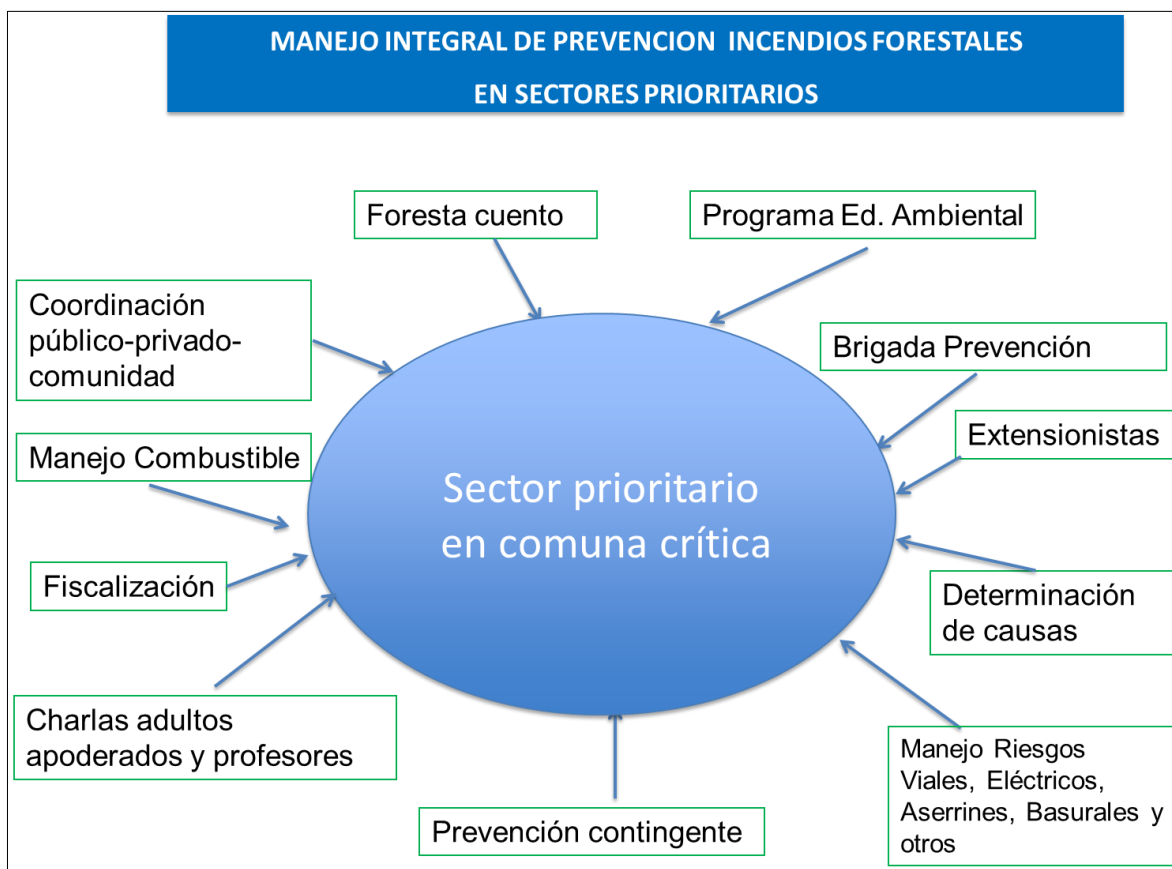 MANEJO INTEGRAL DE PREVENCION INCENDIOS FORESTALES
EN SECTORES PRIORITARIOS
Foresta cuento
Programa Ed. Ambiental
Coordinación
público-privado-
comunidad
Brigada Prevención
Extensionistas
Manejo Combustible
Sector prioritario
en comuna crítica
Fiscalización
Determinación
de causas
Charlas adultos
apoderados y profesores
Manejo Riesgos
Viales, Eléctricos,
Aserrines, Basurales y
otros
Prevención contingente